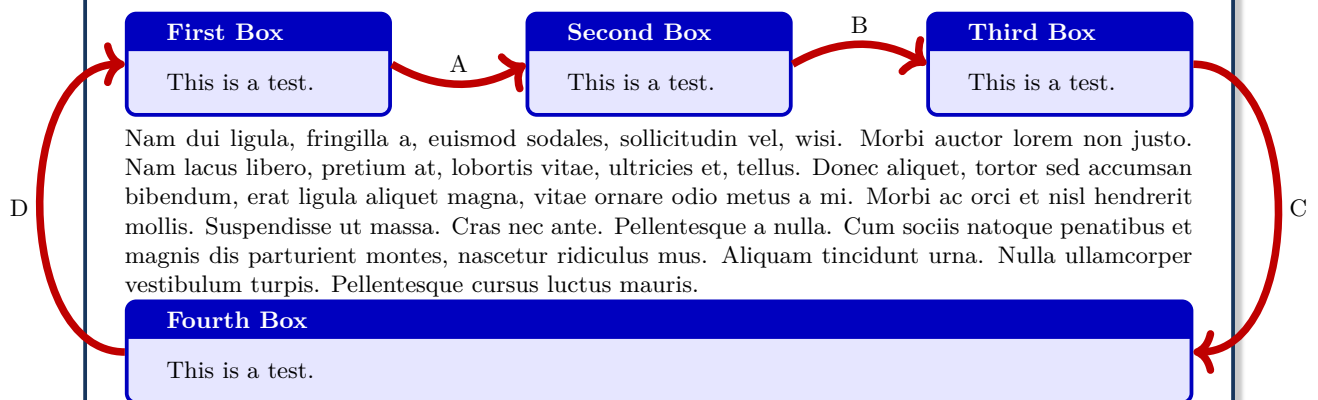 First Box
A
Second Box
B
Third Box
This is a test.
This is a test.
This is a test.
Nam dui ligula, fringilla a, euismod sodales, sollicitudin vel, wisi. Morbi auctor lorem non justo.
Nam lacus libero, pretium at, lobortis vitae, ultricies et, tellus. Donec aliquet, tortor sed accumsan
bibendum, erat ligula aliquet magna, vitae ornare odio metus a mi. Morbi ac orci et nisl hendrerit
D
C
mollis. Suspendisse ut massa. Cras nec ante. Pellentesque a nulla. Cum sociis natoque penatibus et
magnis dis parturient montes, nascetur ridiculus mus. Aliquam tincidunt urna. Nulla ullamcorper
vestibulum turpis. Pellentesque cursus luctus mauris.
Fourth Box
This is a test.